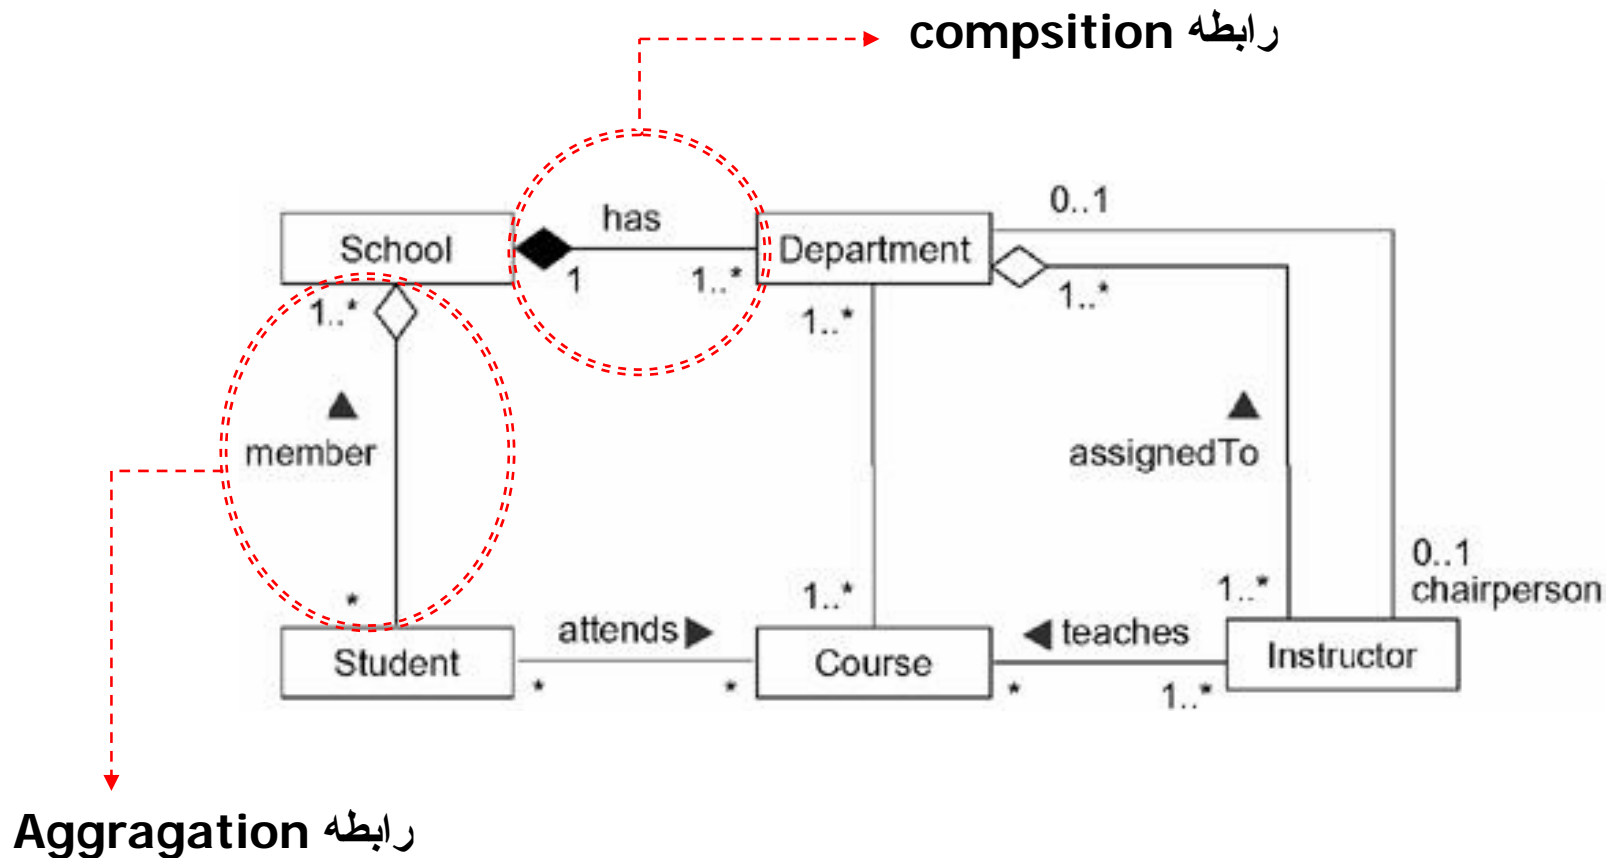 رابطه compsition
has
0..1
School
Department
1
1..*
1..*
1..*
1..*
member
assignedTo
*
1..*
1..*
0..1
chairperson
attends
teaches
Student
Course
Instructor
*
*
*
1..*
رابطه Aggragation